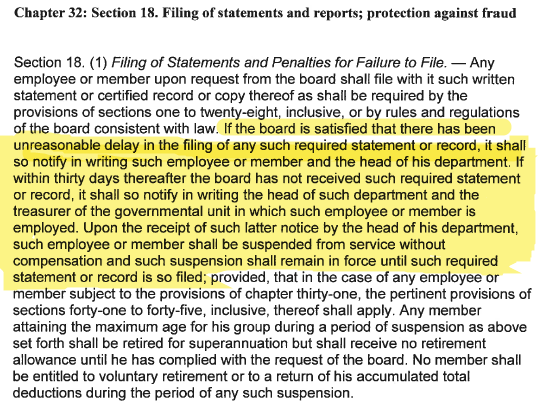 Chapter 32: Section 18. Filing of statements and reports; protection against fraud
Section 18. (1) Filing of Statements and Penalties for Failure to File. — Any
employee or member upon request from the board shall file with it such written
statement or certified record or copy thereof as shall be required by the
provisions of sections one to twenty-eight, inclusive, or by rules and regulations
of the board consistent with law. If the board is satisfied that there has been
unreasonable delay in the filing of any such required statement or record, it shall
so notify in writing such employee or member and the head of his department. If
within thirty days thereafter the board has not received such required statement
or record, it shall so notify in writing the head of such department and the
treasurer of the governmental unit in which such employee or member is
employed. Upon the receipt of such latter notice by the head of his department,
such employee or member shall be suspended from service without
compensation and such suspension shall remain in force until such required
statement or record is so filed; provided, that in the case of any employee or
member subject to the provisions of chapter thirty-one, the pertinent provisions of
sections forty-one to forty-five, inclusive, thereof shall apply. Any member
attaining the maximum age for his group during a period of suspension as above
set forth shall be retired for superannuation but shall receive no retirement
allowance until he has complied with the request of the board. No member shall
be entitled to voluntary retirement or to a return of his accumulated total
deductions during the period of any such suspension.